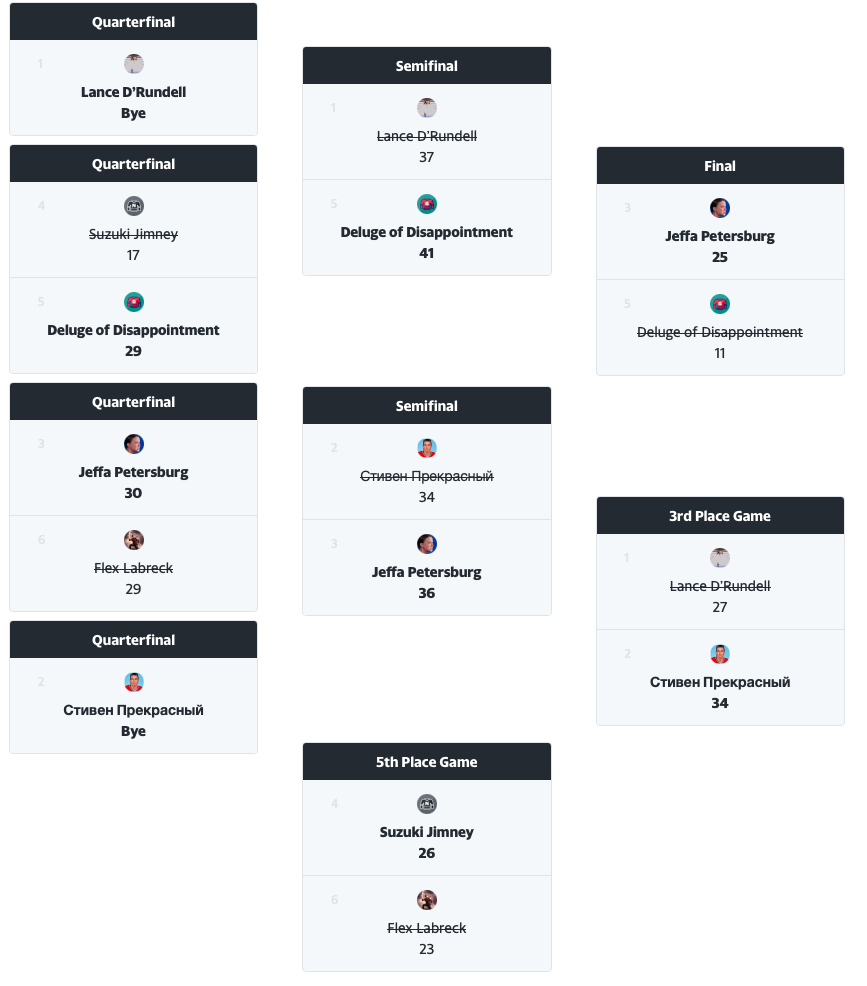 Quarterfinal
1
Lance D'Rundell
Bye
Quarterfinal
4
Suzuki Jimney
17
5
Deluge of Disappointment
29
Quarterfinal
3
Jeffa Petersburg
30
6
Flex Labreck
29
Quarterfinal
2
Стивен Прекрасный
Bye
Semifinal
1
Lance D'Rundell
37
5
Deluge of Disappointment
41
Semifinal
2
Стивен Прекрасный
34
3
Jeffa Petersburg
36
5th Place Game
4
Suzuki Jimney
26
6
Flex Labreck
23
Final
3
Jeffa Petersburg
25
5
Deluge of Disappointment
11
3rd Place Game
1
Lance D'Rundell
27
2
Стивен Прекрасный
34